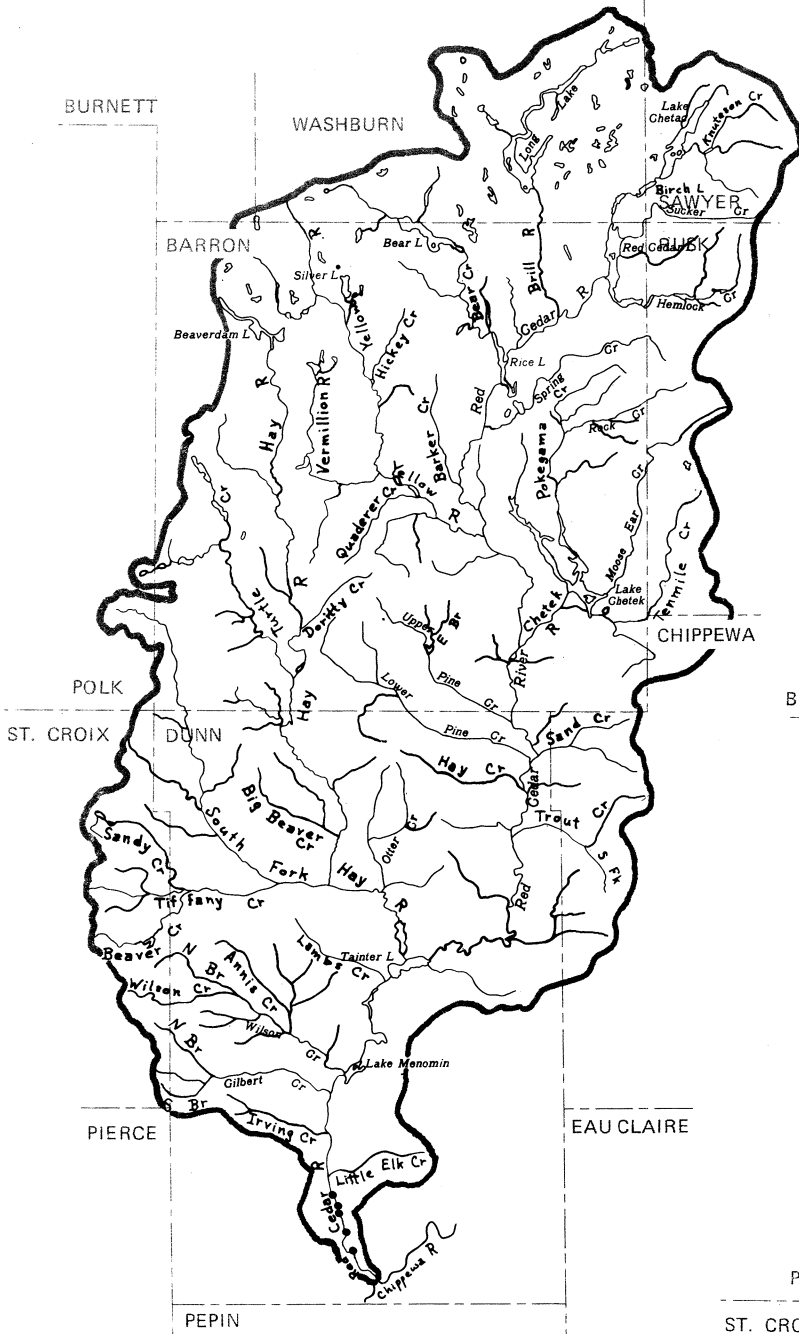 BURNETT
WASHBURN
Long
Lake
Lake
Chetac
Knuteson Cr
Birch L
SAWYER
Sucker Cr
BARRON
Bear L
R
Brill R
Red Cedar L
RUSK
Silver L
Hemlock Cr
Yellow
Bear Cr
Hickey Cr
Cedar R
Beaverdam L
Rice L
Cr
R
Spring
Cr
Hay
Vermillion R
Barker Cr
Red
Rock Cr
Pokegama
Yellow
R
Cr
Quaderer Cr
Moose Ear Cr
Tenmile Cr
R
Turtle
Doritty Cr
Chetek
R
Lake
Chetek
Upper
E Br
CHIPPEWA
River
POLK
Hay
Lower
Pine Cr
ST. CROIX
DUNN
Pine Cr
Sand Cr
Hay Cr
Cedar
Big Beaver
Cr
South
Fork
Otter Cr
Trout Cr
S Fk
Sandy Cr
Hay
R
Red
Tiffany Cr
Beaver Cr
N
Br
Annis
Cr
Lambs
Cr
Tainter L
Wilson Cr
N
Br
Wilson
Cr
Lake Menomin
Gilbert Cr
S Br
PIERCE
Irving Cr
EAU CLAIRE
R
Little Elk Cr
Cedar
Red
Chippewa R
PEPIN
B
P
ST. CRO